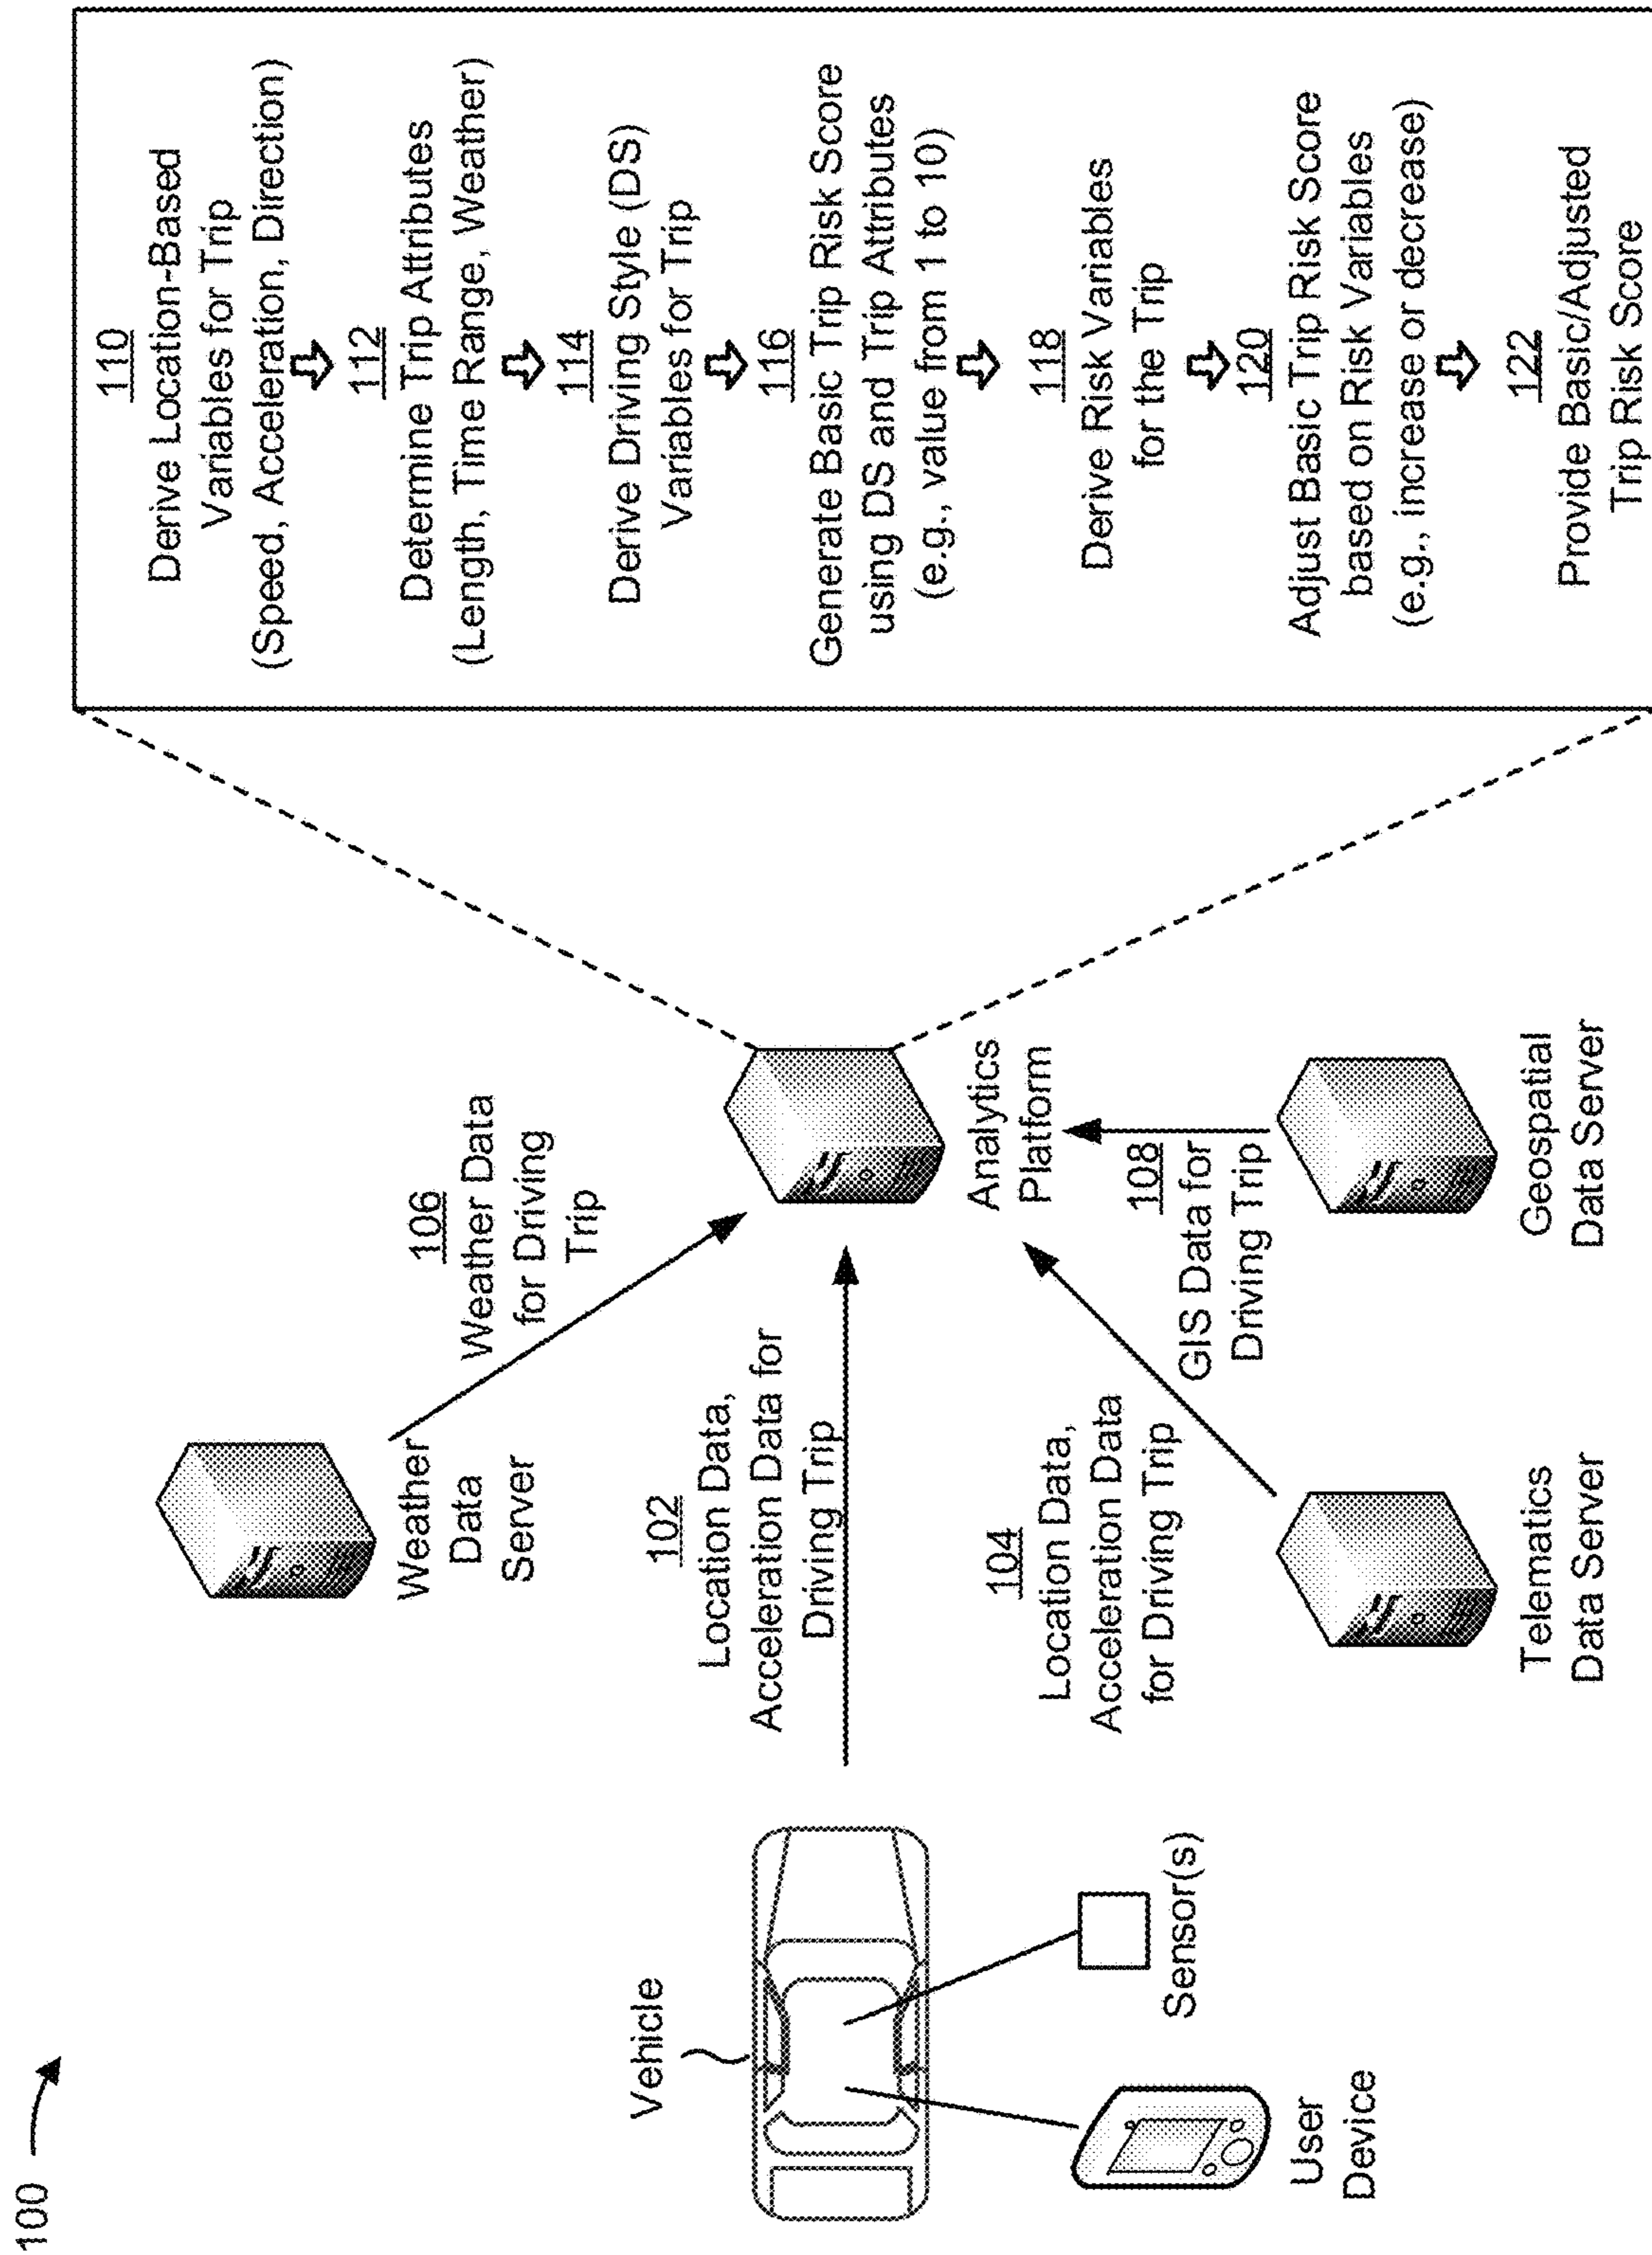 100
Vehicle
User
Device
Sensor(s)
Weather
Data
Server
106
Weather Data
for Driving
Trip
102
Location Data,
Acceleration Data for
Driving Trip
104
Location Data,
Acceleration Data
for Driving Trip
Telematics
Data Server
Analytics
Platform
108
GIS Data for
Driving Trip
Geospatial
Data Server
110
Derive Location-Based
Variables for Trip
(Speed, Acceleration, Direction)
112
Determine Trip Attributes
(Length, Time Range, Weather)
114
Derive Driving Style (DS)
Variables for Trip
116
Generate Basic Trip Risk Score
using DS and Trip Attributes
(e.g., value from 1 to 10)
118
Derive Risk Variables
for the Trip
120
Adjust Basic Trip Risk Score
based on Risk Variables
(e.g., increase or decrease)
122
Provide Basic/Adjusted
Trip Risk Score